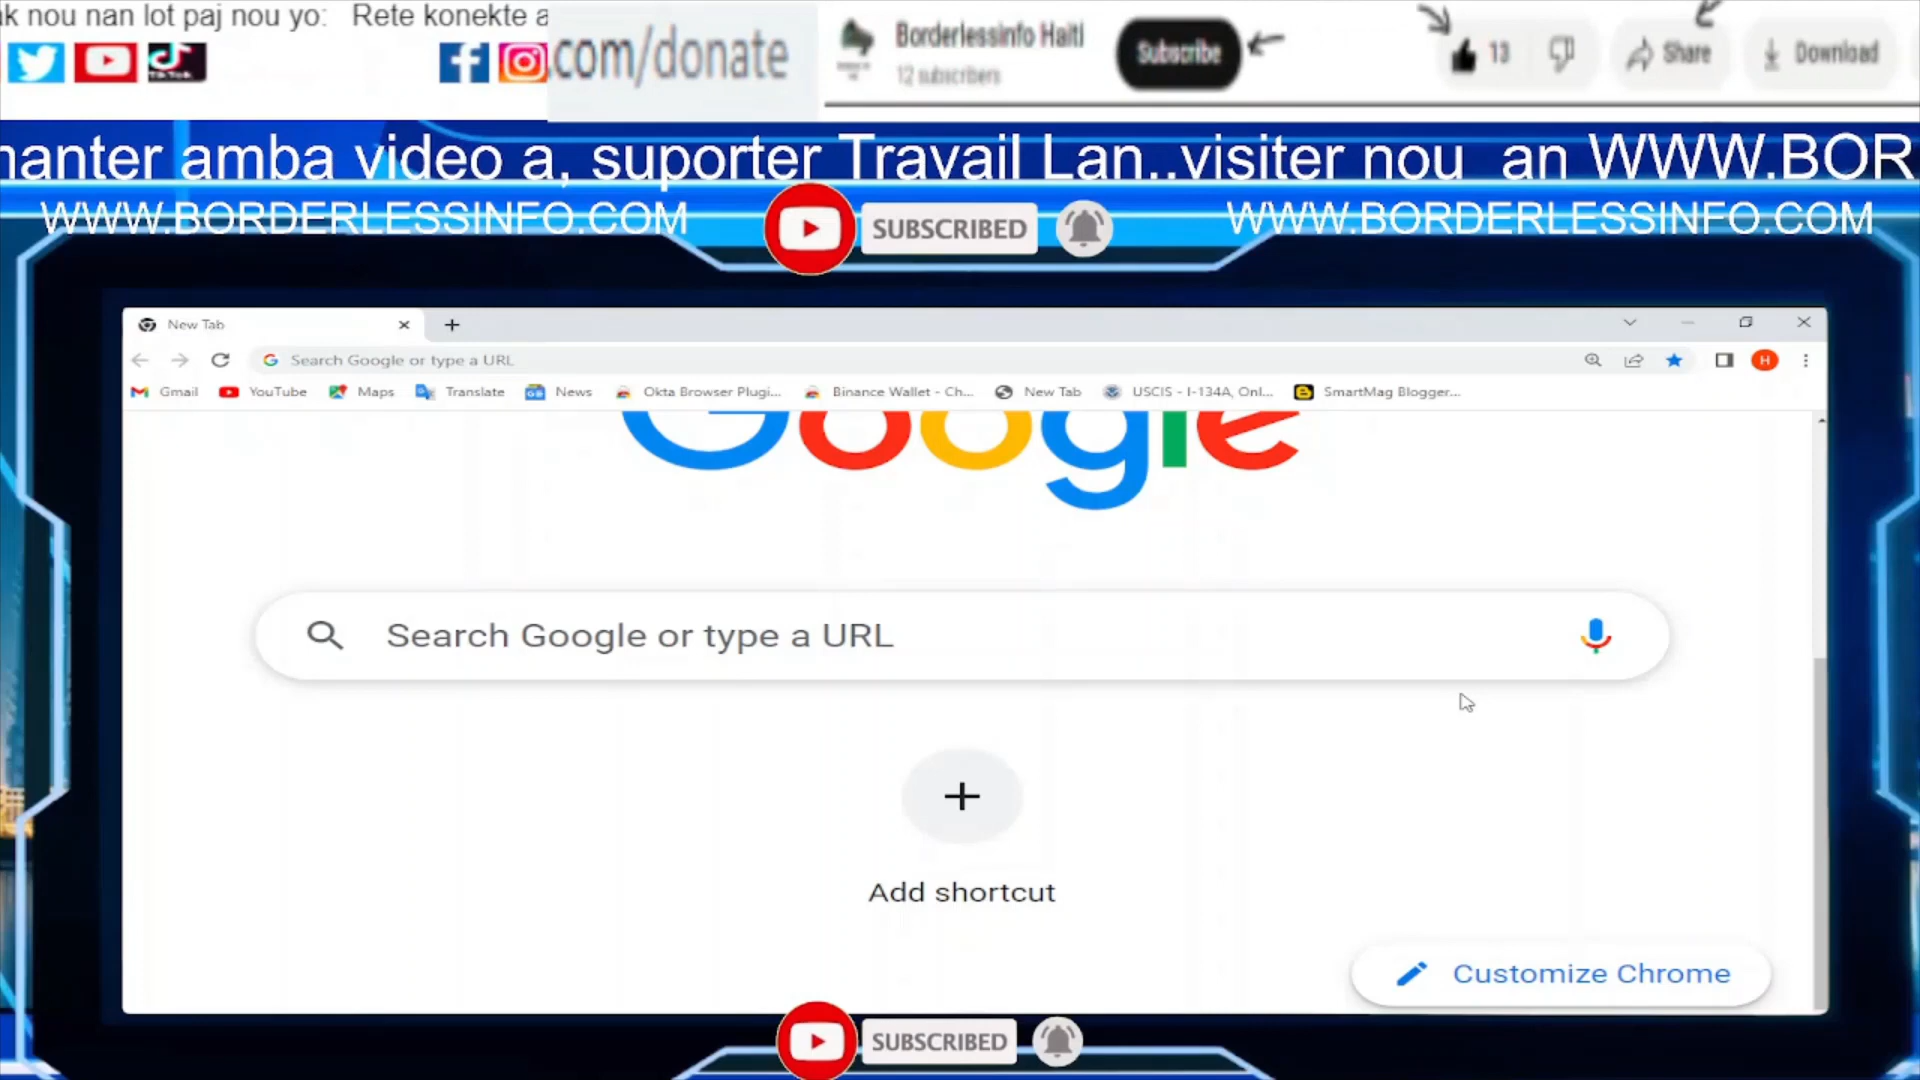 k nou nan lot paj nou yo: Rete konekte a
.com/donate
Borderlessinfo Haiti
12 subscribers
Subscribe
13
Share
Download
TikTok
anter amba video a, suporter Travail Lan..visiter nou an WWW.BOR
WWW.BORDERLESSINFO.COM
SUBSCRIBED
WWW.BORDERLESSINFO.COM
New Tab
Search Google or type a URL
H
Gmail
YouTube
Maps
Translate
News
Okta Browser Plugi...
Binance Wallet - Ch...
New Tab
USCIS - I-134A, Onl...
SmartMag Blogger...
Google
Search Google or type a URL
Add shortcut
Customize Chrome
SUBSCRIBED